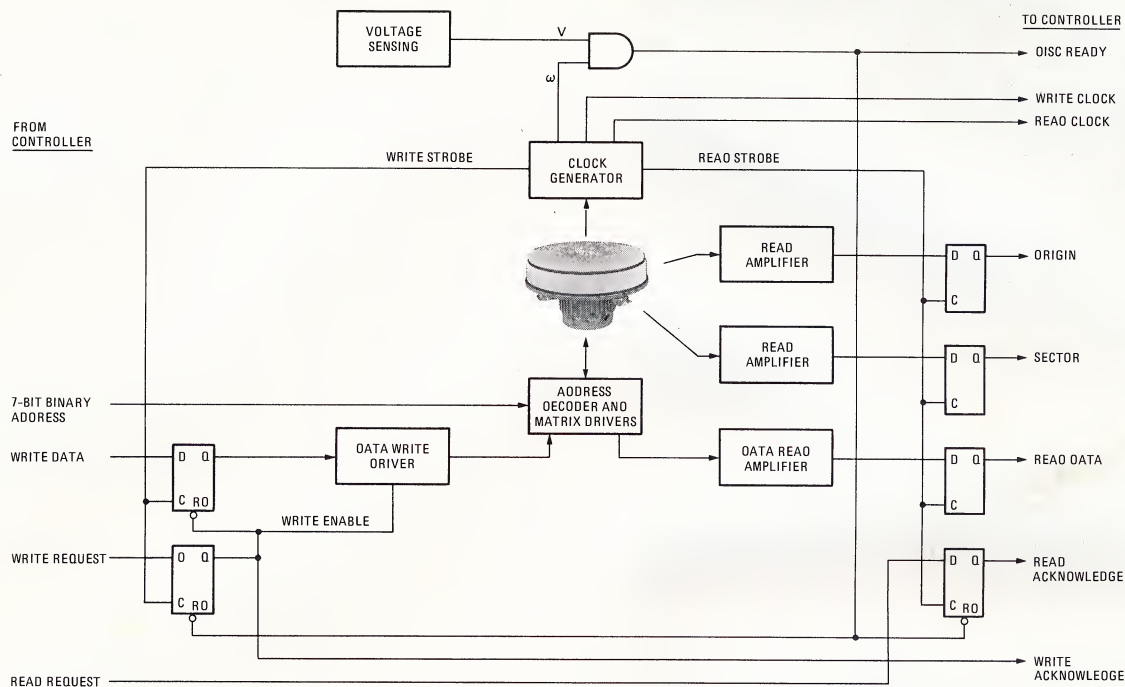 TO CONTROLLER
VOLTAGE
SENSING
V
ω
OISC READY
WRITE CLOCK
REAO CLOCK
FROM
CONTROLLER
WRITE STROBE
CLOCK
GENERATOR
REAO STROBE
READ
AMPLIFIER
D Q
C
ORIGIN
READ
AMPLIFIER
D Q
C
SECTOR
7-BIT BINARY
AODRESS
AODRESS
OECODER AND
MATRIX DRIVERS
WRITE DATA
D Q
C RO
OATA WRITE
ORIVER
OATA REAO
AMPLIFIER
D Q
C
REAO OATA
WRITE ENABLE
WRITE REQUEST
O Q
C RO
D Q
C RO
READ
ACKNOWLEDGE
WRITE
ACKNOWLEOGE
READ REQUEST